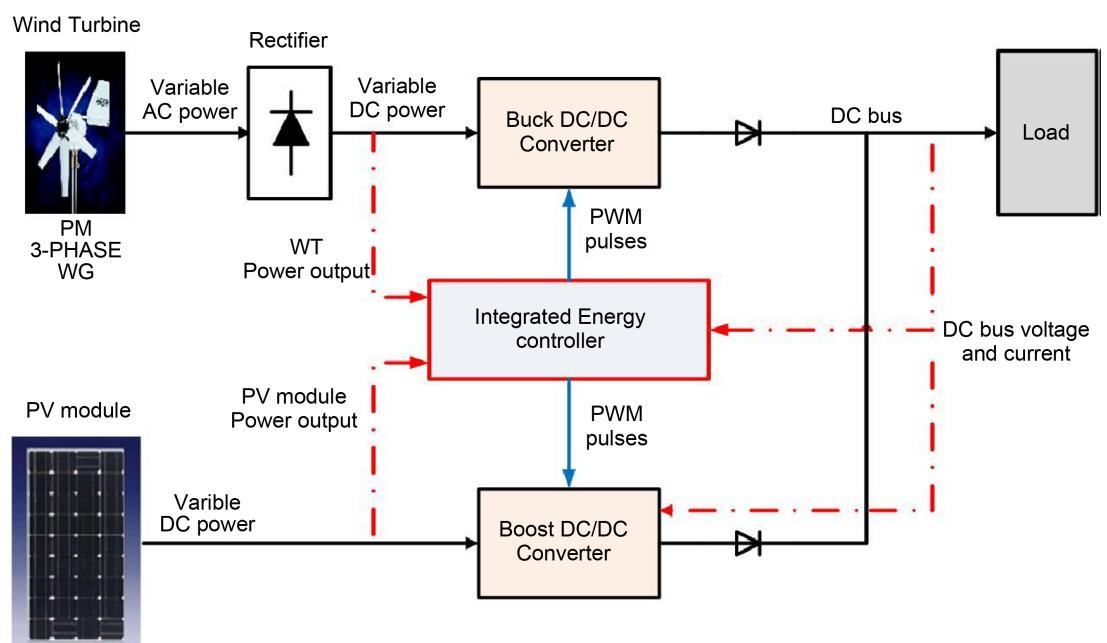 Wind Turbine
Rectifier
Variable
AC power
Variable
DC power
Buck DC/DC
Converter
DC bus
Load
PM
3-PHASE
WG
WT
Power output
PWM
pulses
Integrated Energy
controller
DC bus voltage
and current
PV module
PV module
Power output
PWM
pulses
Varible
DC power
Boost DC/DC
Converter